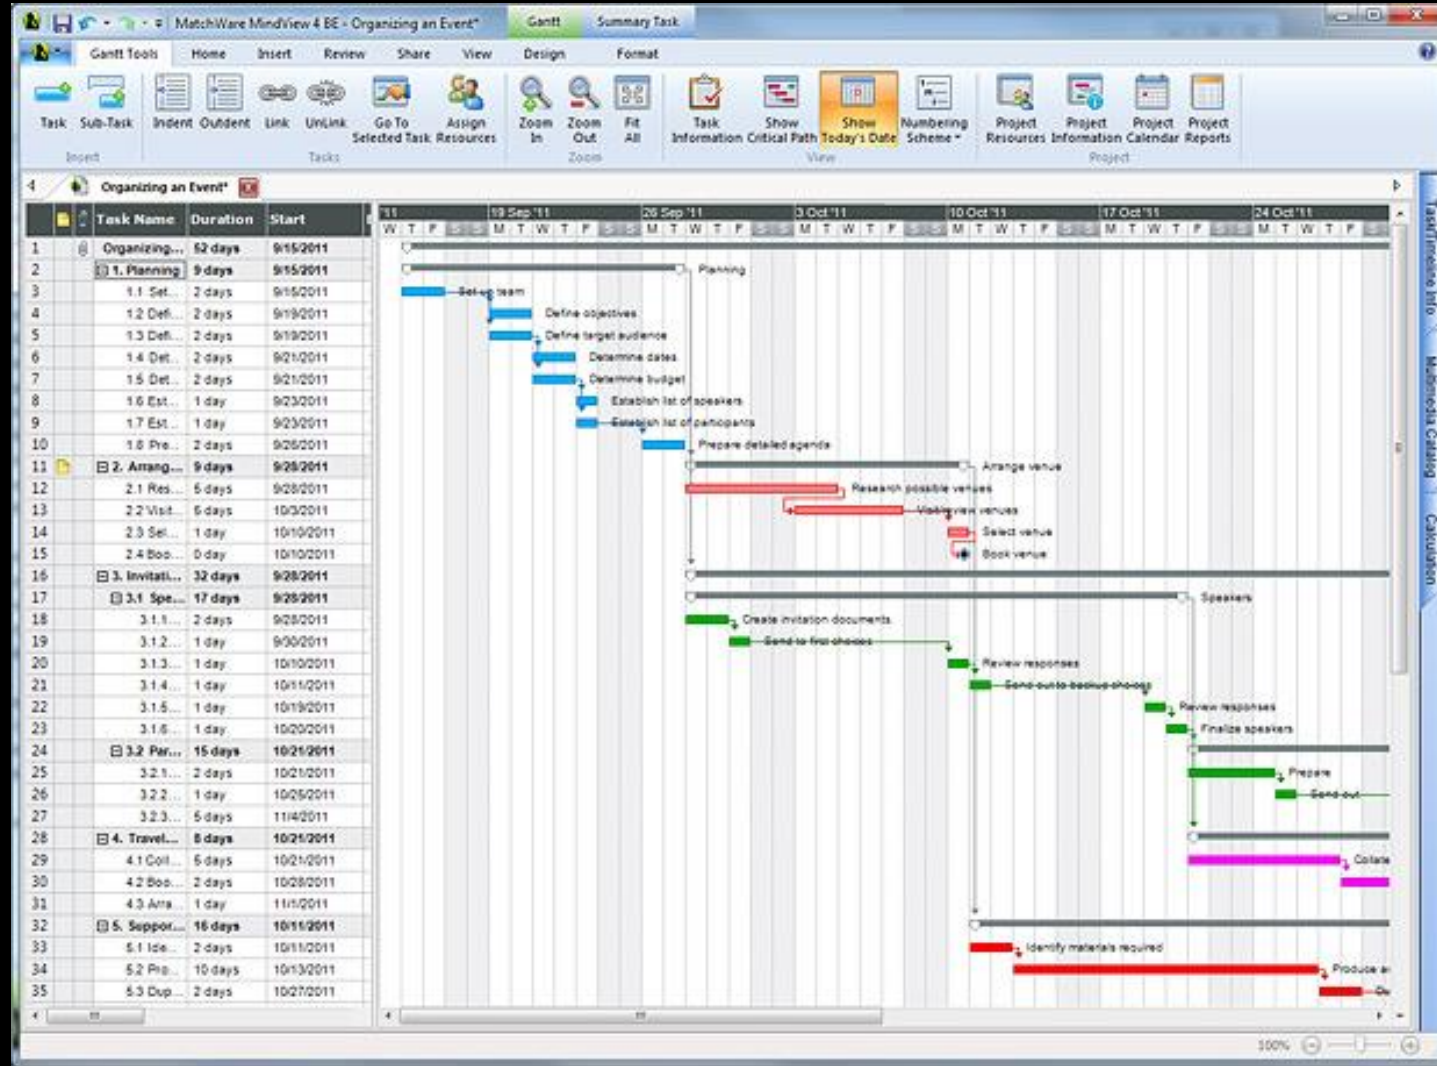 MatchWare MindView 4 BE - Organizing an Event*
Gantt
Summary Task
Gantt Tools Home Insert Review Share View Design Format
Task Sub-Task Indent Outdent Link UnLink Go To Selected Task Assign Resources Zoom In Zoom Out Fit All Task Information Show Critical Path Show Today's Date Numbering Scheme Project Resources Project Information Project Calendar Project Reports
Insert Tasks Zoom View Project
Organizing an Event*
Task Name Duration Start
'11 19 Sep '11 26 Sep '11 3 Oct '11 10 Oct '11 17 Oct '11 24 Oct '11
W T F S S M T W T F S S M T W T F S S M T W T F S S M T W T F S S M T W T F S S M T W T F S S
1 Organizing... 52 days 9/15/2011
2 1. Planning 9 days 9/15/2011 Planning
3 1.1 Set... 2 days 9/15/2011 Set up team
4 1.2 Defi... 2 days 9/19/2011 Define objectives
5 1.3 Defi... 2 days 9/19/2011 Define target audience
6 1.4 Det... 2 days 9/21/2011 Determine dates
7 1.5 Det... 2 days 9/21/2011 Determine budget
8 1.6 Est... 1 day 9/23/2011 Establish list of speakers
9 1.7 Est... 1 day 9/23/2011 Establish list of participants
10 1.8 Pre... 2 days 9/26/2011 Prepare detailed agenda
11 2. Arrang... 9 days 9/28/2011 Arrange venue
12 2.1 Res... 5 days 9/28/2011 Research possible venues
13 2.2 Visit... 5 days 10/3/2011 venues
14 2.3 Sel... 1 day 10/10/2011 Select venue
15 2.4 Boo... 0 day 10/10/2011 Book venue
16 3. Invitati... 32 days 9/28/2011
17 3.1 Spe... 17 days 9/28/2011 Speakers
18 3.1.1... 2 days 9/28/2011 Create invitation documents
19 3.1.2... 1 day 9/30/2011 Send to first choices
20 3.1.3... 1 day 10/10/2011 Review responses
21 3.1.4... 1 day 10/11/2011 Send out to backup choices
22 3.1.5... 1 day 10/19/2011 Review responses
23 3.1.6... 1 day 10/20/2011 Finalize speakers
24 3.2 Par... 15 days 10/21/2011
25 3.2.1... 2 days 10/21/2011 Prepare
26 3.2.2... 1 day 10/25/2011 Send out
27 3.2.3... 5 days 11/4/2011
28 4. Travel... 8 days 10/21/2011
29 4.1 Coll... 5 days 10/21/2011 Collate
30 4.2 Boo... 2 days 10/28/2011
31 4.3 Arra... 1 day 11/1/2011
32 5. Suppor... 16 days 10/11/2011
33 5.1 Ide... 2 days 10/11/2011 Identify materials required
34 5.2 Pro... 10 days 10/13/2011 Produce a
35 5.3 Dup... 2 days 10/27/2011 Du
Task/Timeline Info
Multimedia Catalog
Calculation
100%